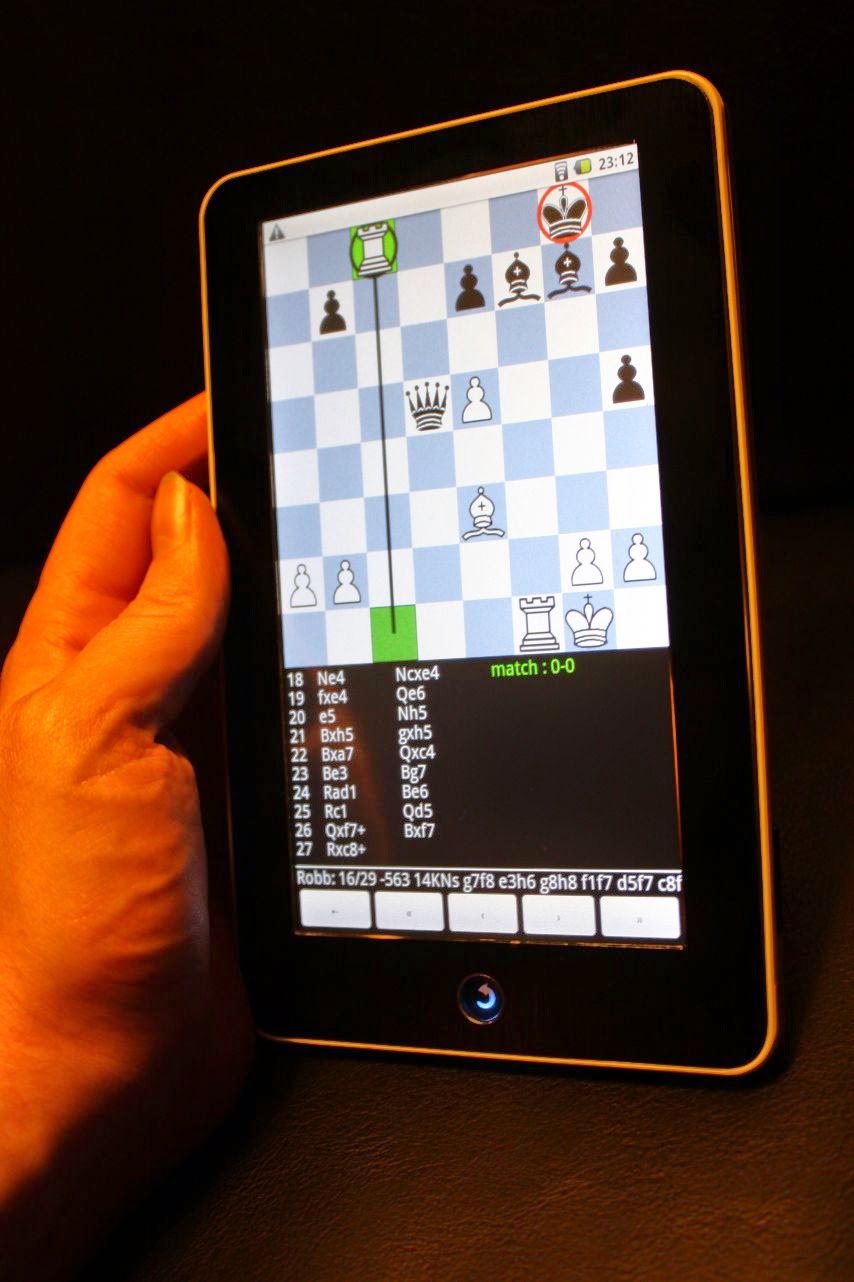 23:12
18 Ne4 Ncxe4 match : 0-0
19 fxe4 Qe6
20 e5 Nh5
21 Bxh5 gxh5
22 Bxa7 Qxc4
23 Be3 Bg7
24 Rad1 Be6
25 Rc1 Qd5
26 Qxf7+ Bxf7
27 Rxc8+
Robb: 16/29 -563 14KNs g7f8 e3h6 g8h8 f1f7 d5f7 c8f